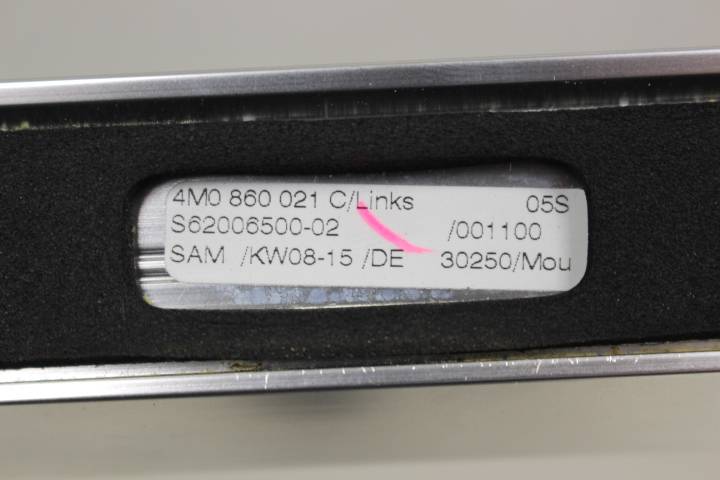 4M0 860 021 C/Links 05S
S62006500-02 /001100
SAM /KW08-15 /DE 30250/Mou